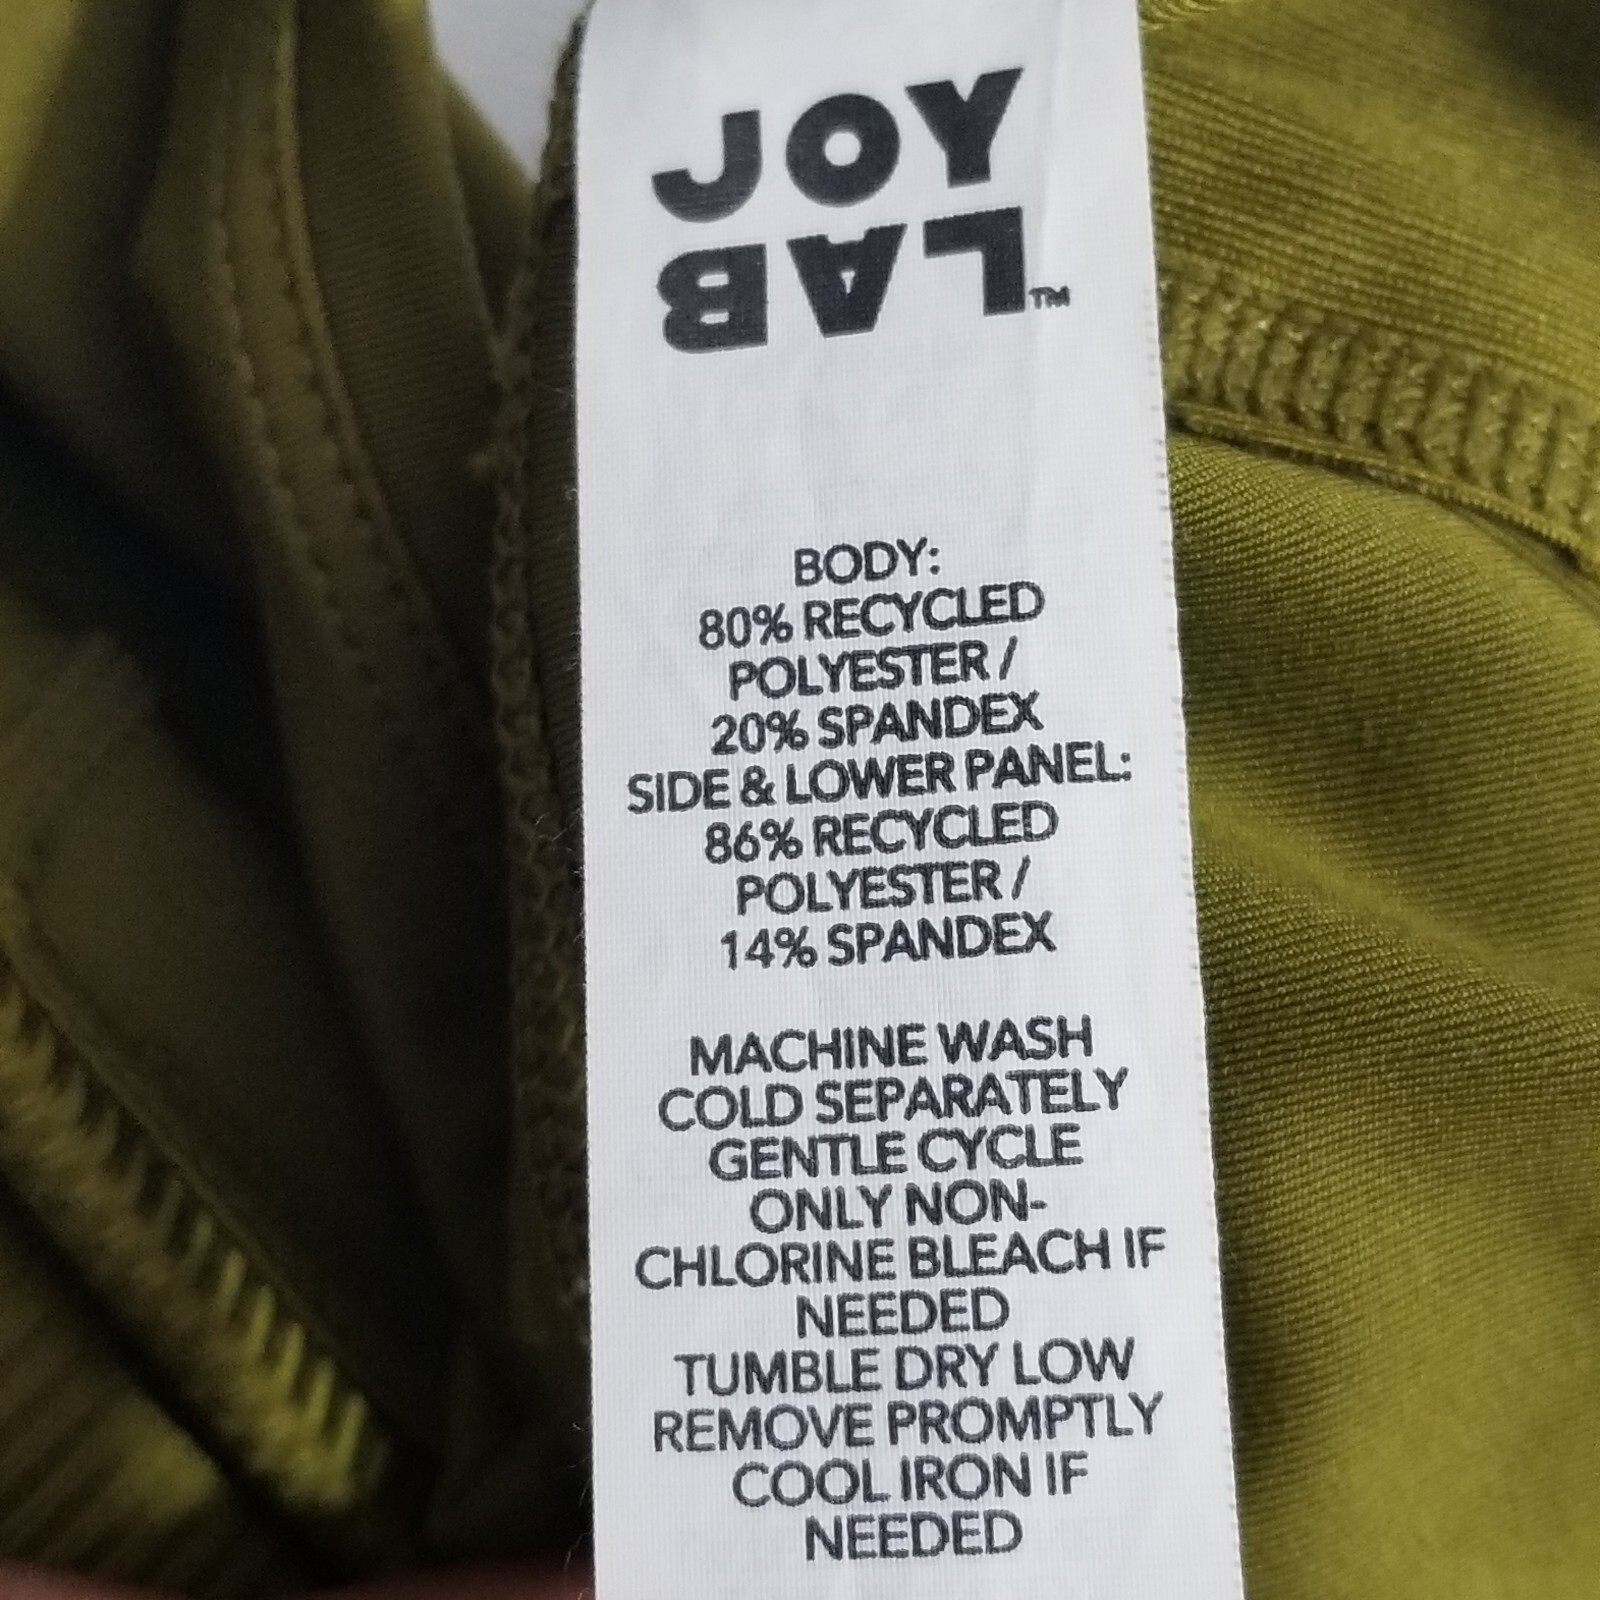 JOY
LAB™
BODY:
80% RECYCLED
POLYESTER /
20% SPANDEX
SIDE & LOWER PANEL:
86% RECYCLED
POLYESTER /
14% SPANDEX
MACHINE WASH
COLD SEPARATELY
GENTLE CYCLE
ONLY NON-
CHLORINE BLEACH IF
NEEDED
TUMBLE DRY LOW
REMOVE PROMPTLY
COOL IRON IF
NEEDED